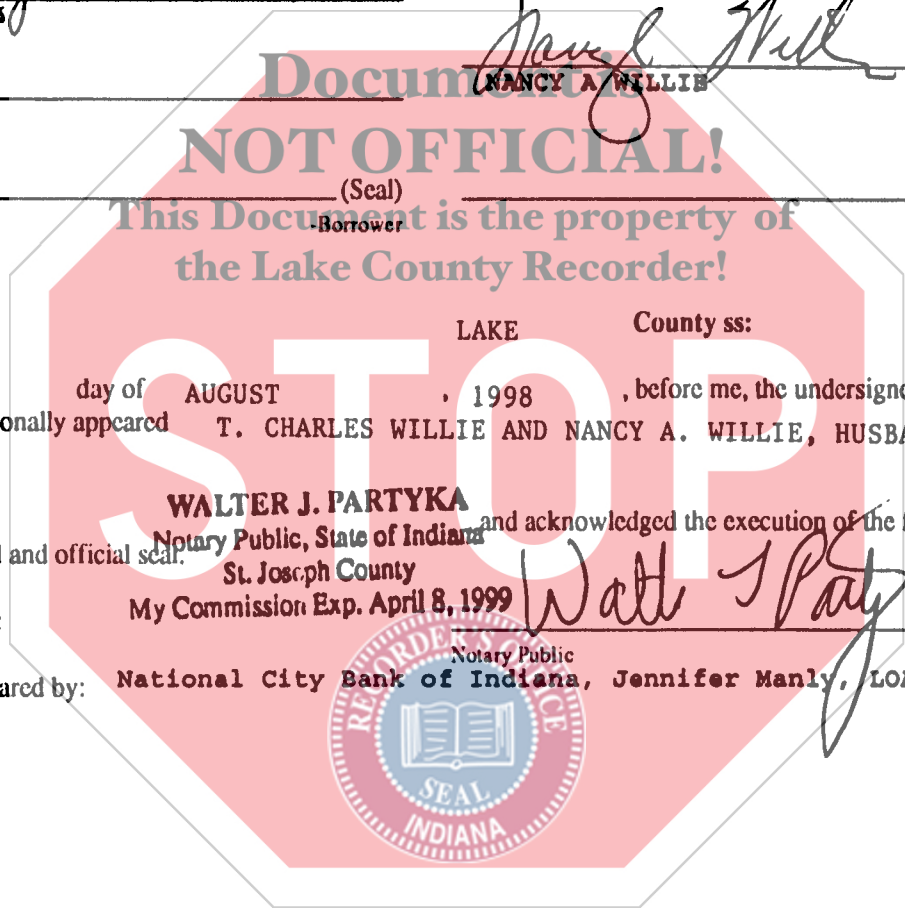 Document is
NANCY A WILLIE
NOT OFFICIAL!
(Seal)
-Borrower
This Document is the property of
the Lake County Recorder!
STOP
LAKE County ss:
day of AUGUST , 1998 , before me, the undersigne
onally appeared T. CHARLES WILLIE AND NANCY A. WILLIE, HUSBA
WALTER J. PARTYKA
and acknowledged the execution of the f
l and official seal.
Notary Public, State of Indiana
St. Joseph County
My Commission Exp. April 8, 1999
Walt J Party
Notary Public
ared by: National City Bank of Indiana, Jennifer Manly, LOA
RECORDER'S OFFICE
SEAL
INDIANA